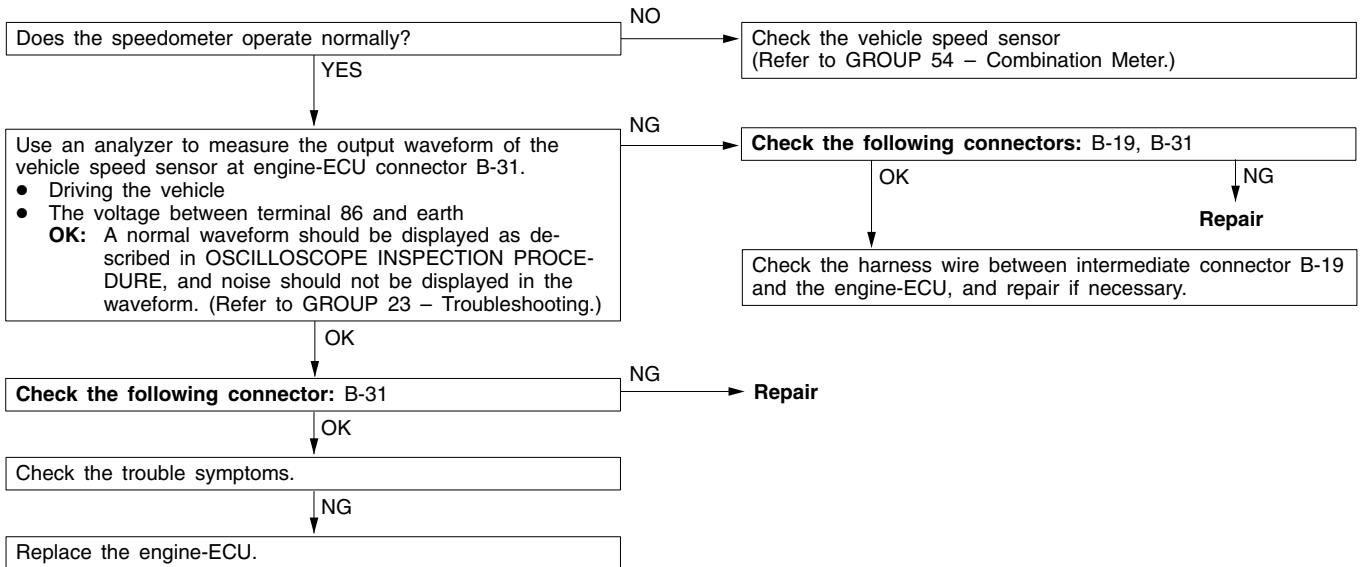 Does the speedometer operate normally?
NO
Check the vehicle speed sensor
(Refer to GROUP 54 – Combination Meter.)
YES
Use an analyzer to measure the output waveform of the
vehicle speed sensor at engine-ECU connector B-31.
● Driving the vehicle
● The voltage between terminal 86 and earth
OK: A normal waveform should be displayed as de-
scribed in OSCILLOSCOPE INSPECTION PROCE-
DURE, and noise should not be displayed in the
waveform. (Refer to GROUP 23 – Troubleshooting.)
NG
Check the following connectors: B-19, B-31
OK
NG
Repair
Check the harness wire between intermediate connector B-19
and the engine-ECU, and repair if necessary.
OK
Check the following connector: B-31
NG
Repair
OK
Check the trouble symptoms.
NG
Replace the engine-ECU.